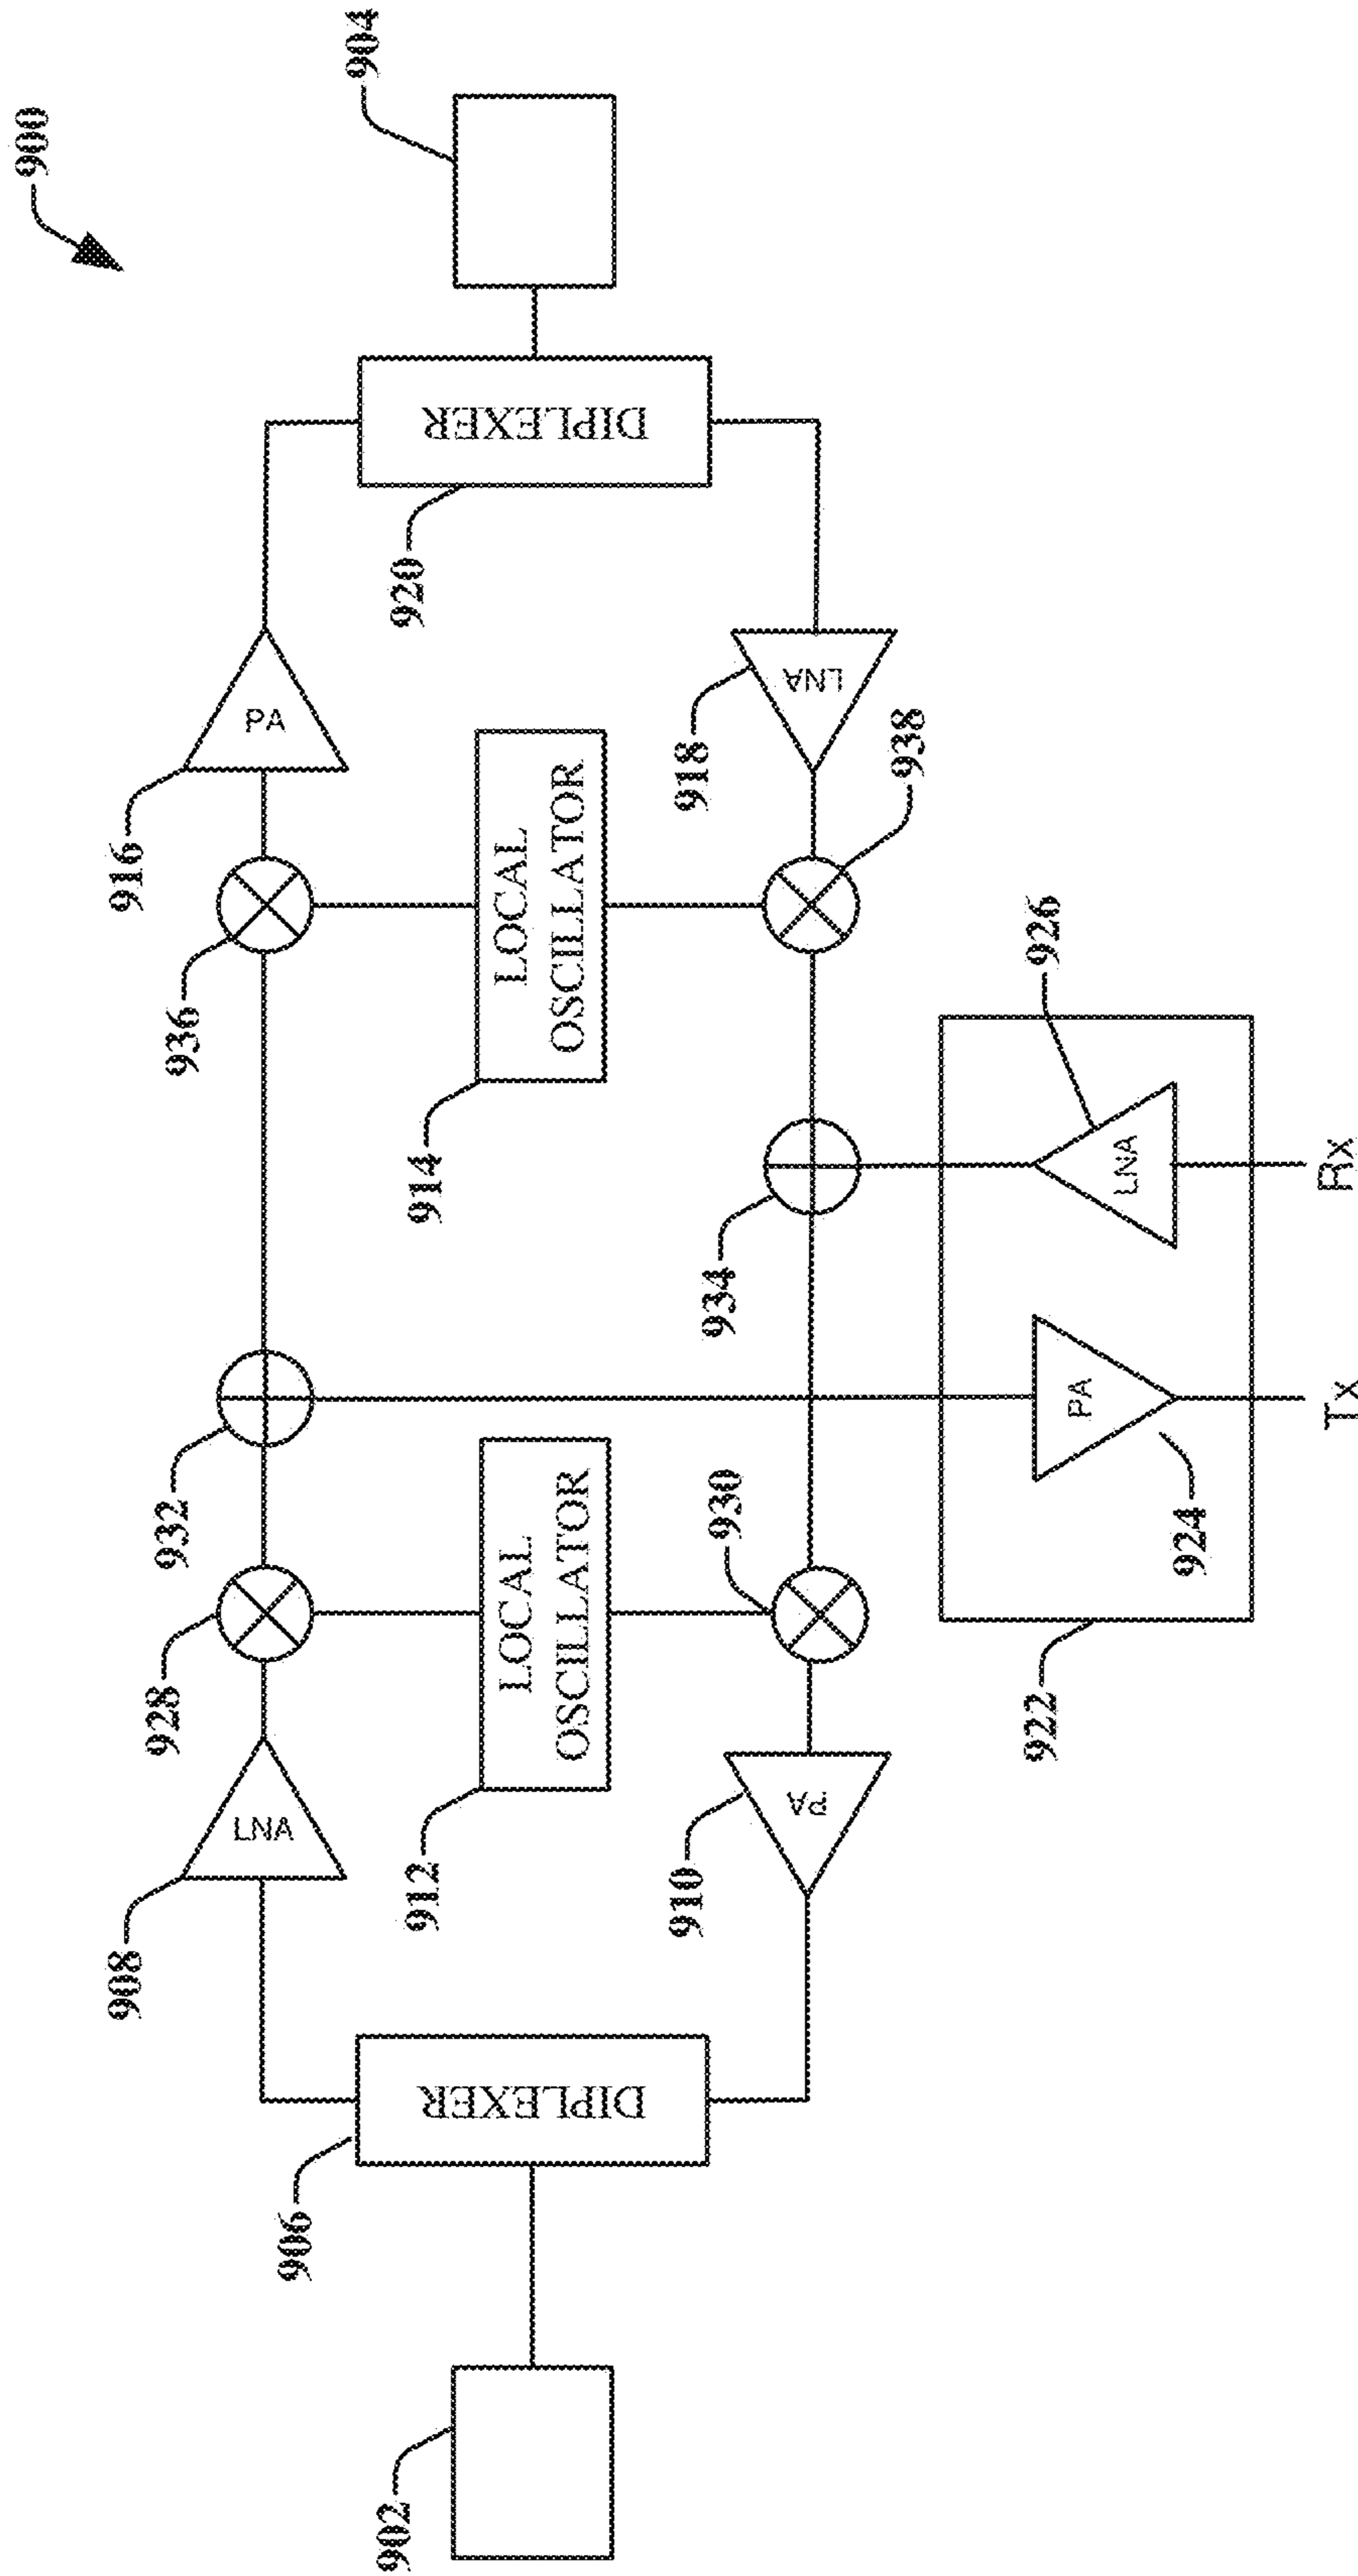 900
904
DIPLEXER
920
PA
916
LNA
918
936
938
LOCAL
OSCILLATOR
914
926
LNA
Rx
934
932
PA
Tx
924
922
930
928
LOCAL
OSCILLATOR
912
LNA
908
PA
910
DIPLEXER
906
902